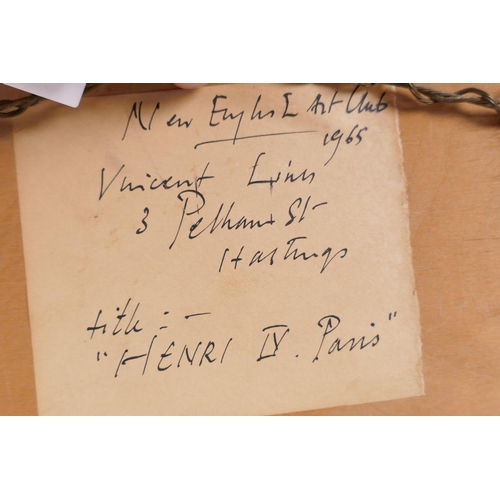 New English Art Club
1965
Vincent Lines
3 Pelham St
Hastings
title :-
"HENRI IV. Paris"